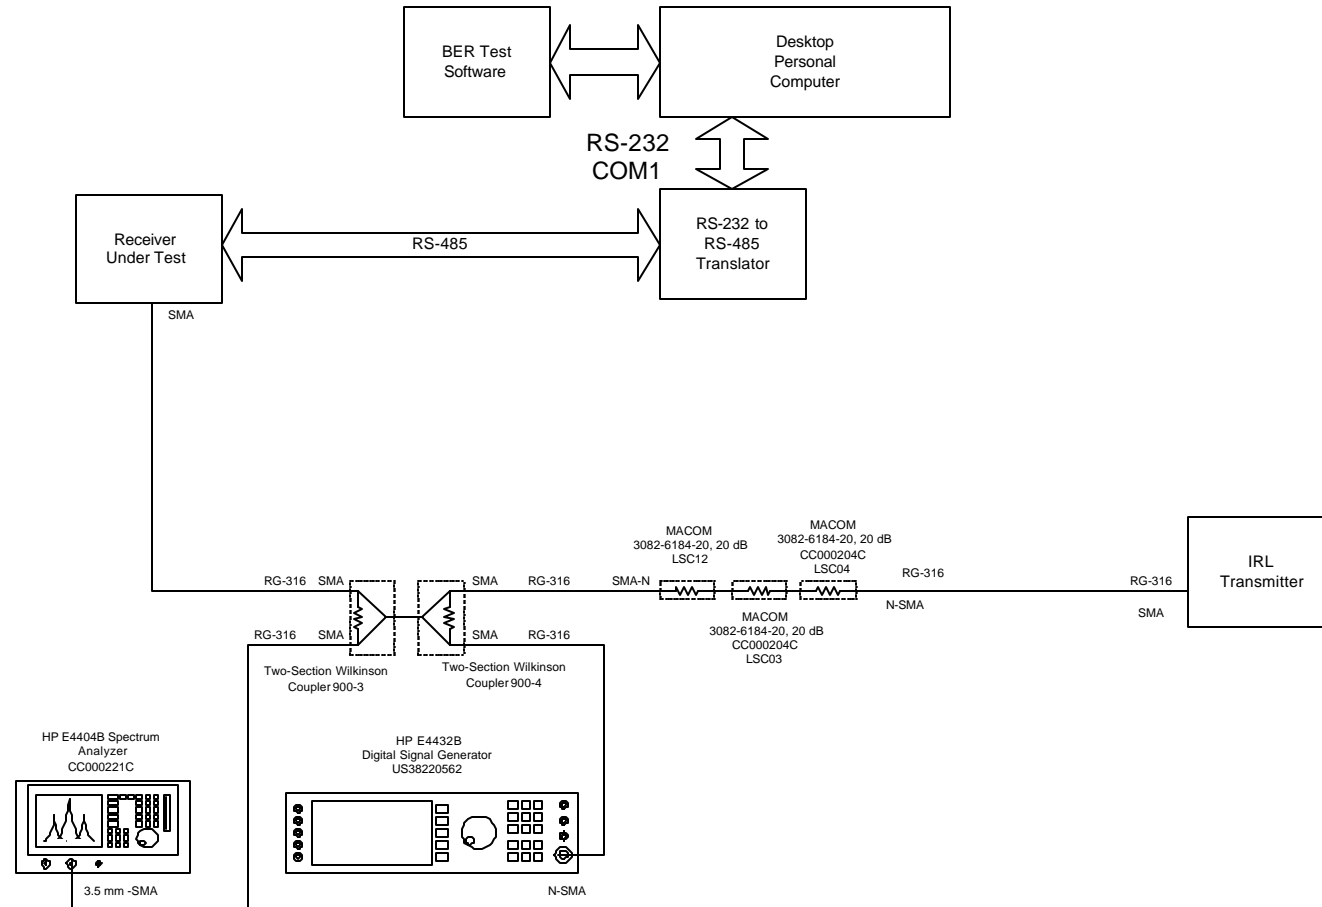 BER Test
Software
Desktop
Personal
Computer
RS-232
COM1
Receiver
Under Test
RS-485
RS-232 to
RS-485
Translator
SMA
MACOM
3082-6184-20, 20 dB
LSC12
MACOM
3082-6184-20, 20 dB
CC000204C
LSC04
IRL
Transmitter
RG-316
SMA
SMA
RG-316
SMA-N
RG-316
N-SMA
RG-316
SMA
RG-316
SMA
SMA
RG-316
MACOM
3082-6184-20, 20 dB
CC000204C
LSC03
Two-Section Wilkinson
Coupler 900-3
Two-Section Wilkinson
Coupler 900-4
HP E4404B Spectrum
Analyzer
CC000221C
HP E4432B
Digital Signal Generator
US38220562
3.5 mm -SMA
N-SMA